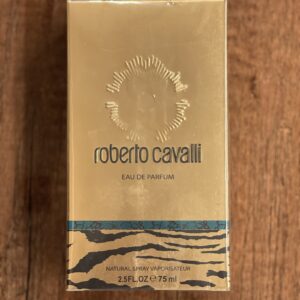 roberto cavalli
EAU DE PARFUM
NATURAL SPRAY VAPORISATEUR
2.5FL.OZ ℮ 75 ml